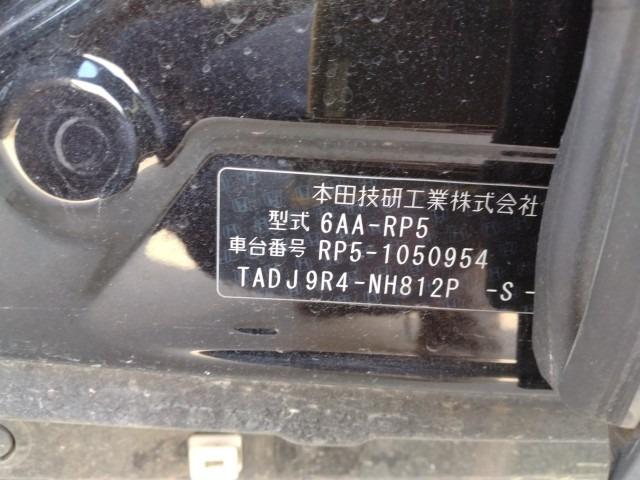 本田技研工業株式会社
型式 6AA-RP5
車台番号 RP5-1050954
TADJ9R4-NH812P -S -